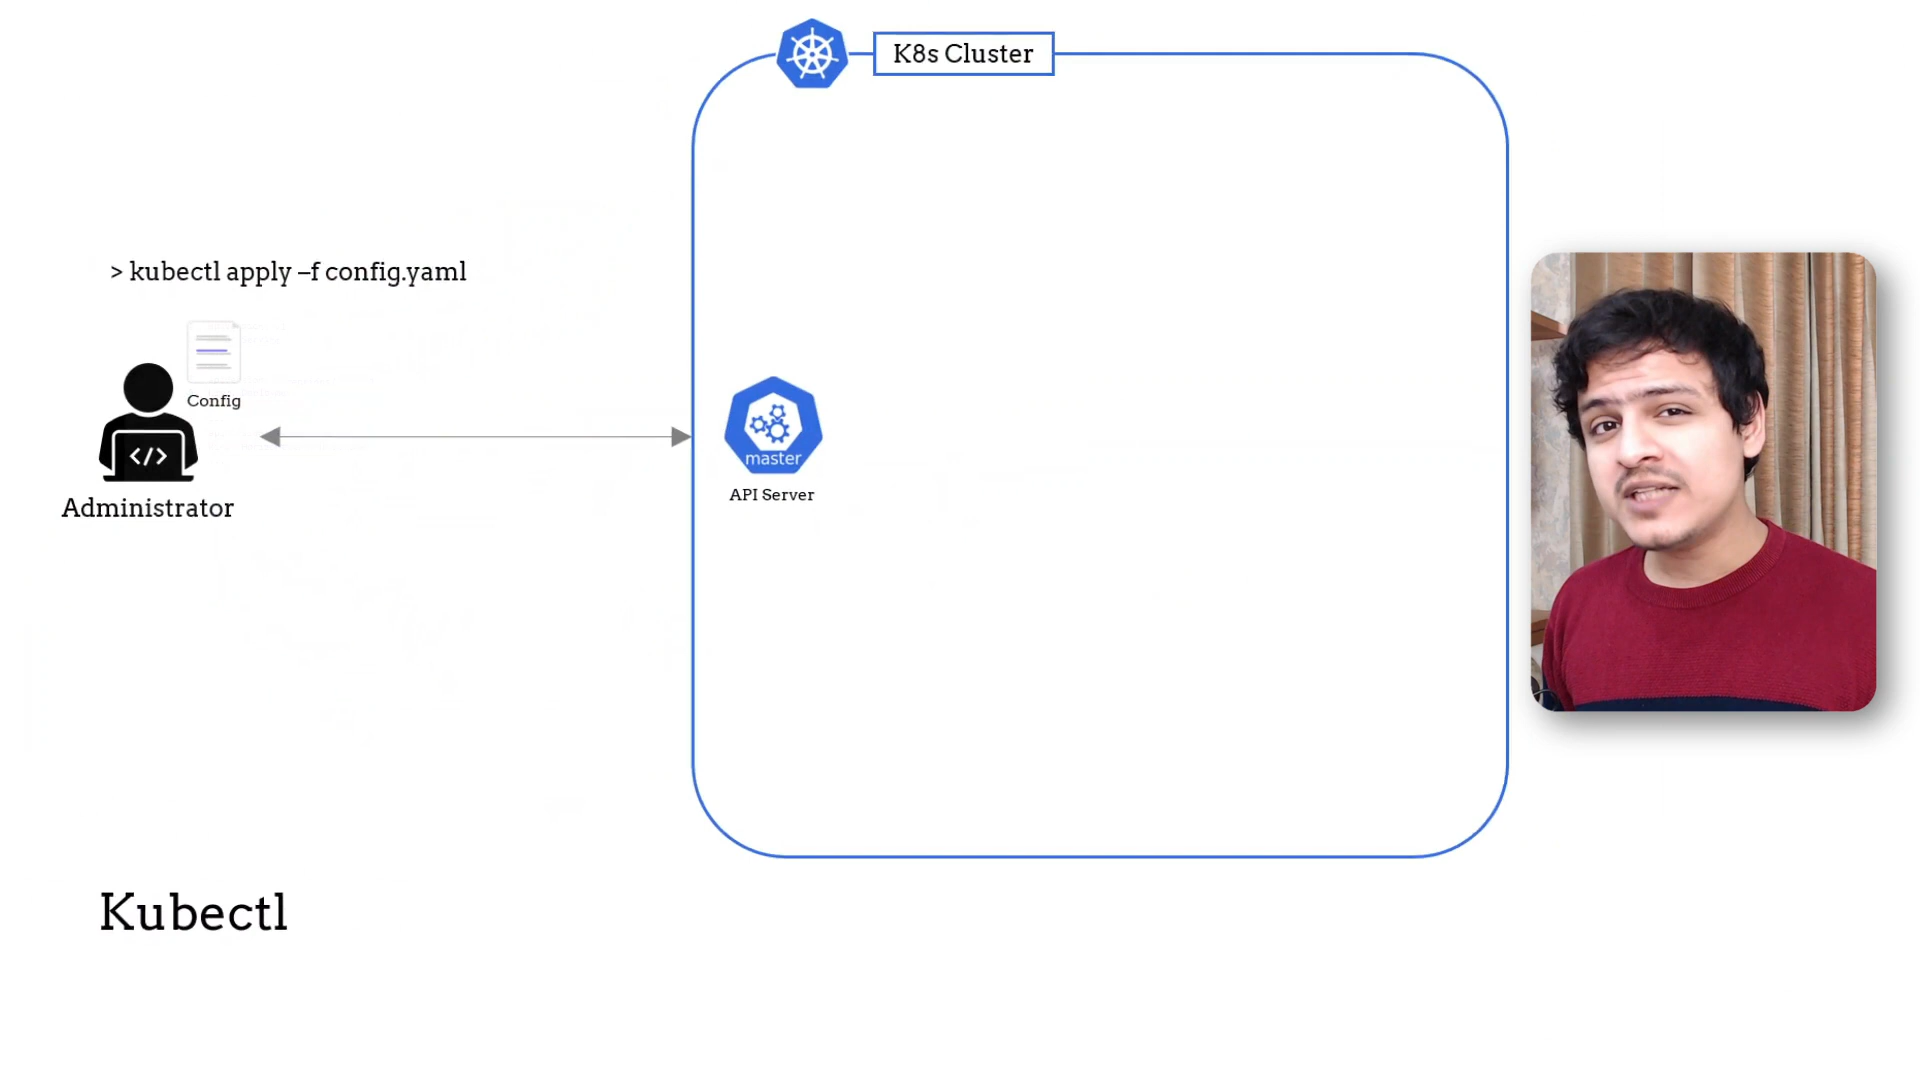 K8s Cluster
> kubectl apply –f config.yaml
Config
</>
master
API Server
Administrator
Kubectl